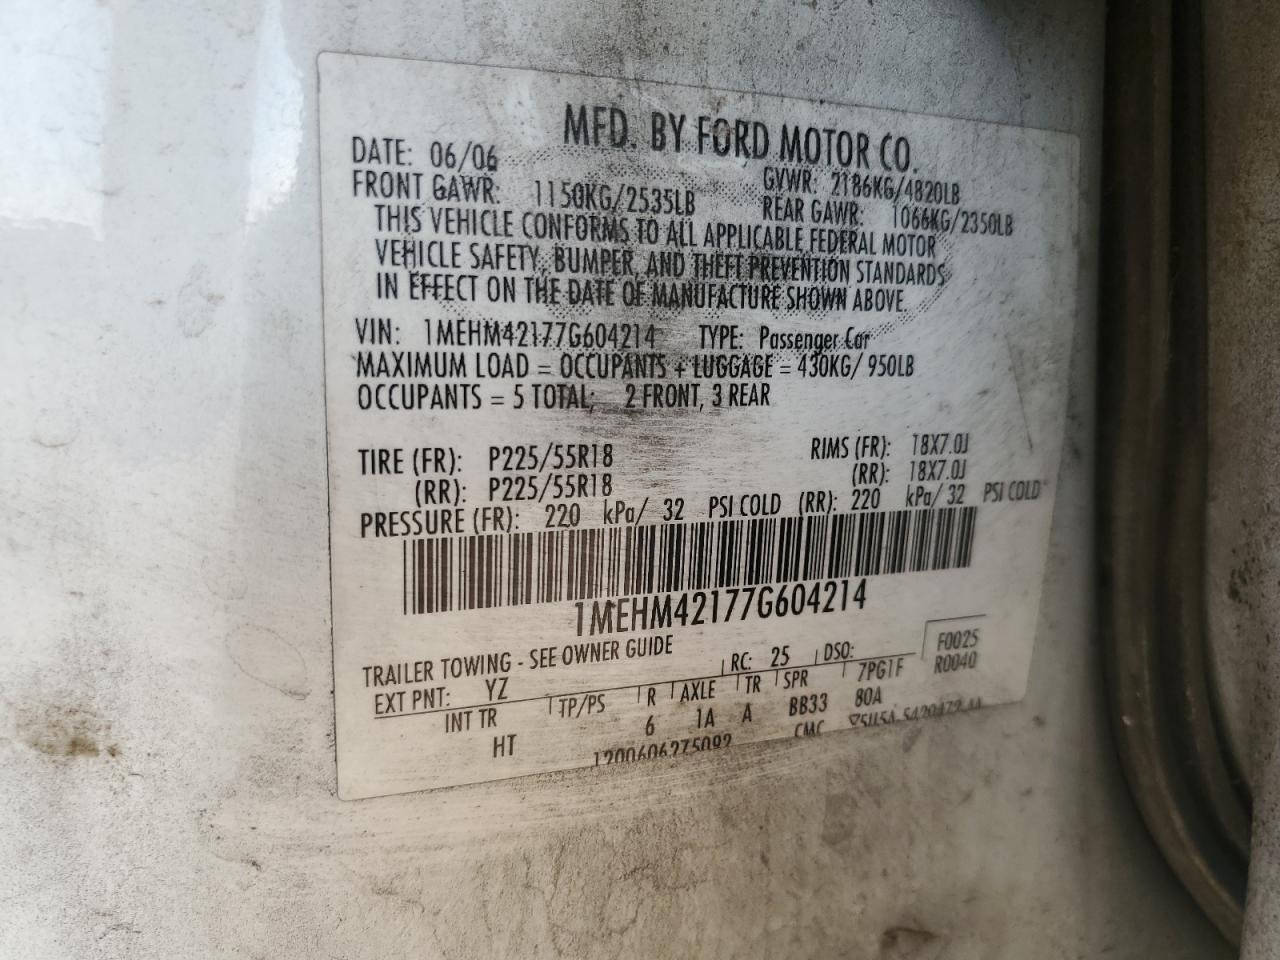 MFD. BY FORD MOTOR CO.
DATE: 06/06 GVWR: 2186KG/4820LB
FRONT GAWR: 1150KG/2535LB REAR GAWR: 1066KG/2350LB
THIS VEHICLE CONFORMS TO ALL APPLICABLE FEDERAL MOTOR
VEHICLE SAFETY, BUMPER, AND THEFT PREVENTION STANDARDS
IN EFFECT ON THE DATE OF MANUFACTURE SHOWN ABOVE.
VIN: 1MEHM42177G604214 TYPE: Passenger Car
MAXIMUM LOAD = OCCUPANTS + LUGGAGE = 430KG/ 950LB
OCCUPANTS = 5 TOTAL; 2 FRONT, 3 REAR
TIRE (FR): P225/55R18 RIMS (FR): 18X7.0J
(RR): P225/55R18 (RR): 18X7.0J
PRESSURE (FR): 220 kPa/ 32 PSI COLD (RR): 220 kPa/ 32 PSI COLD
1MEHM42177G604214
TRAILER TOWING - SEE OWNER GUIDE F0025
EXT PNT: YZ RC: 25 DSO: R0040
INT TR TP/PS R AXLE TR SPR 7PG1F
HT 6 1A A BB33 80A
1200606275092 CMC